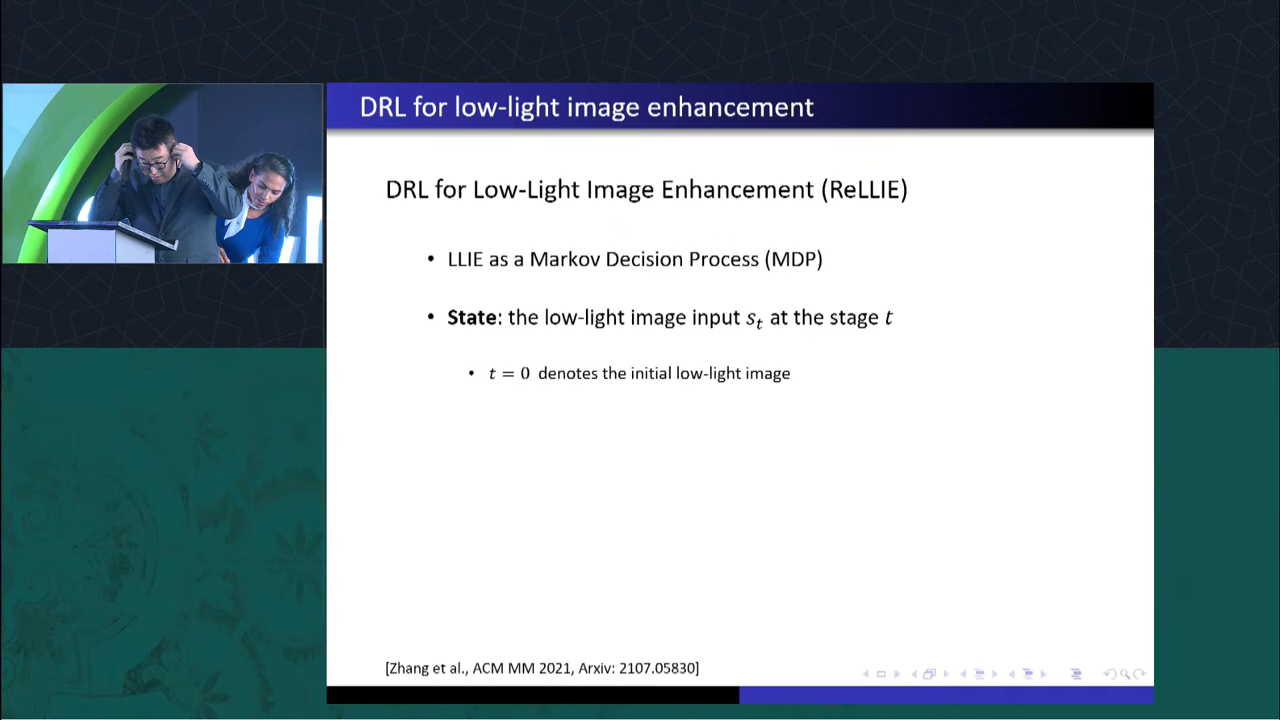 DRL for low-light image enhancement
DRL for Low-Light Image Enhancement (ReLLIE)
• LLIE as a Markov Decision Process (MDP)
• State: the low-light image input s_t at the stage t
• t = 0 denotes the initial low-light image
[Zhang et al., ACM MM 2021, Arxiv: 2107.05830]